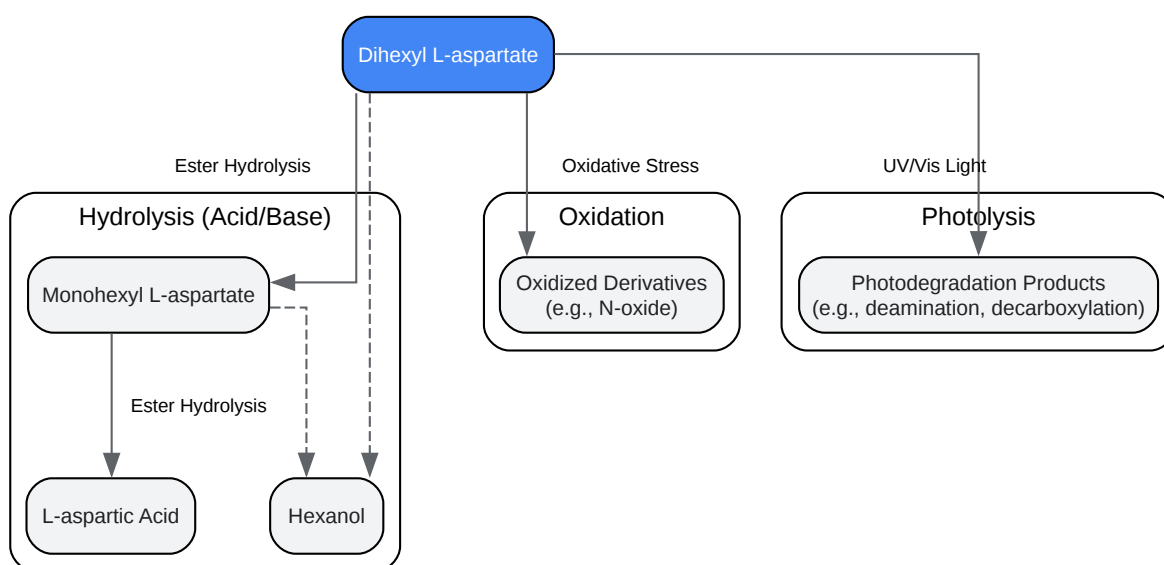 Dihexyl L-aspartate
Ester Hydrolysis
Oxidative Stress
UV/Vis Light
Hydrolysis (Acid/Base)
Oxidation
Photolysis
Monohexyl L-aspartate
Oxidized Derivatives
(e.g., N-oxide)
Photodegradation Products
(e.g., deamination, decarboxylation)
Ester Hydrolysis
L-aspartic Acid
Hexanol